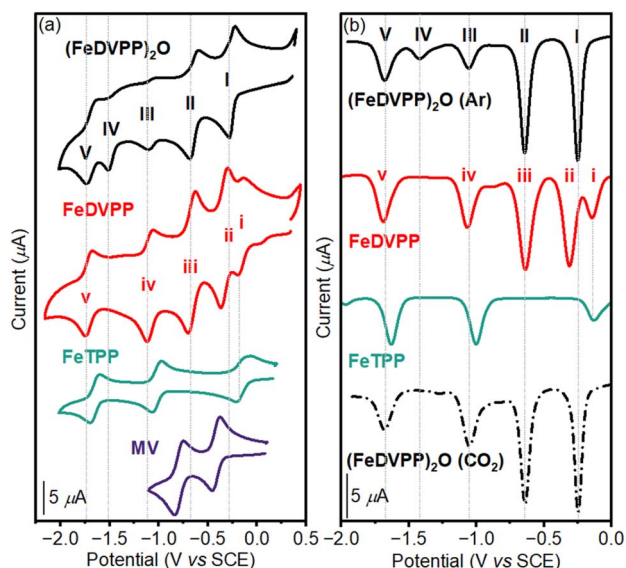 (a)
(FeDVPP)₂O
I
II
III
IV
V
FeDVPP
i
ii
iii
iv
v
FeTPP
MV
5 μA
Current (μA)
-2.0 -1.5 -1.0 -0.5 0.0 0.5
Potential (V vs SCE)
(b)
V IV III II I
(FeDVPP)₂O (Ar)
v iv iii ii i
FeDVPP
FeTPP
(FeDVPP)₂O (CO₂)
5 μA
Current (μA)
-2.0 -1.5 -1.0 -0.5 0.0
Potential (V vs SCE)